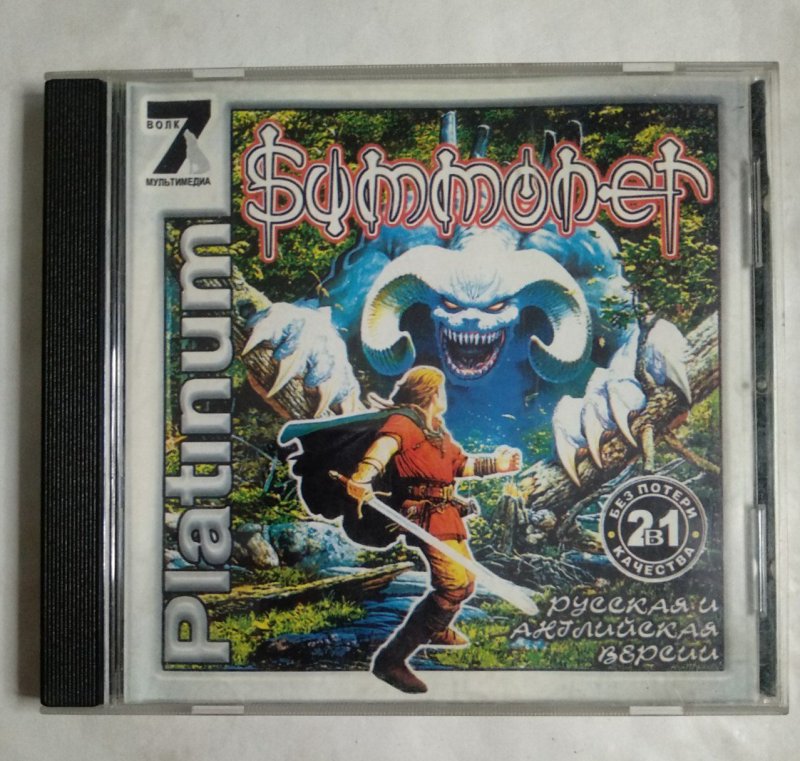 7
ВОЛК
МУЛЬТИМЕДИА
Summoner
Platinum
БЕЗ ПОТЕРИ
2в1
КАЧЕСТВА
РУССКАЯ И
АНГЛИЙСКАЯ
ВЕРСИИ